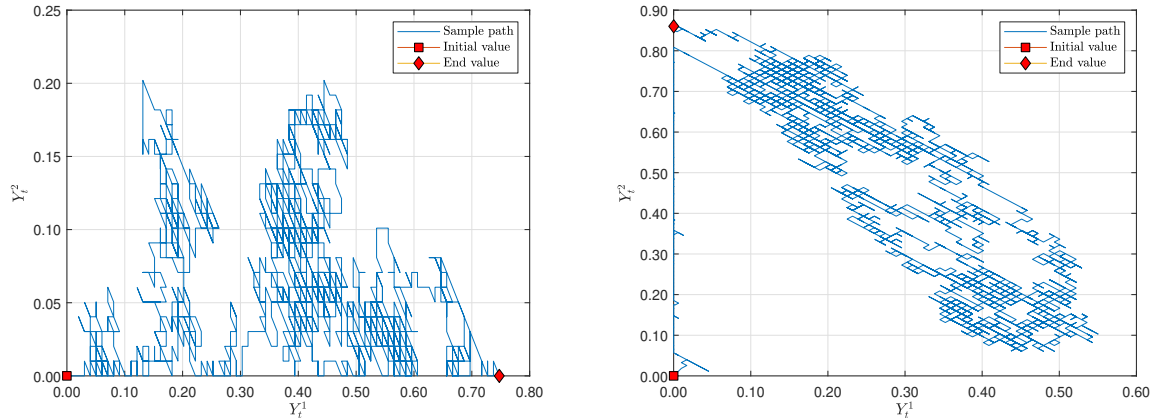 0.25
0.20
0.15
0.10
0.05
0.00
Y_t^2
0.00 0.10 0.20 0.30 0.40 0.50 0.60 0.70 0.80
Y_t^1
Sample path
Initial value
End value
0.90
0.80
0.70
0.60
0.50
0.40
0.30
0.20
0.10
0.00
Y_t^2
0.00 0.10 0.20 0.30 0.40 0.50 0.60
Y_t^1
Sample path
Initial value
End value